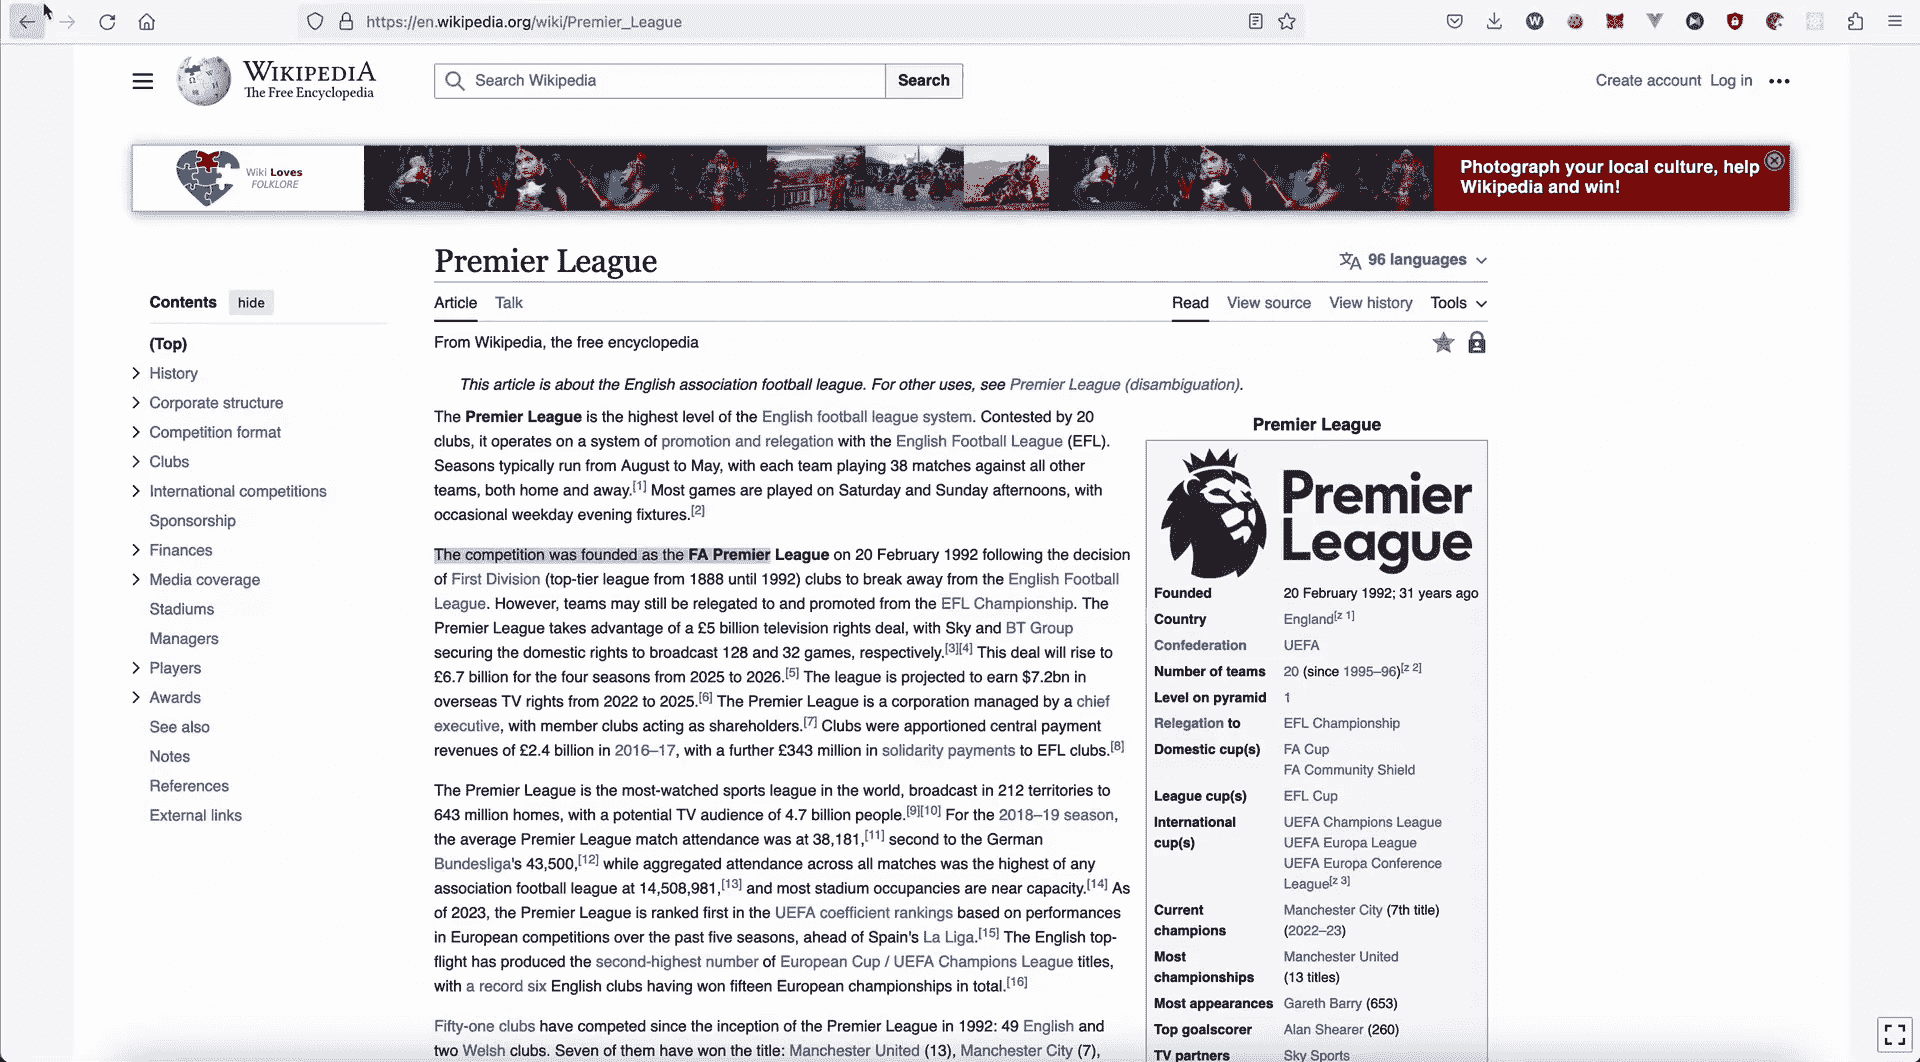 https://en.wikipedia.org/wiki/Premier_League
WIKIPEDIA
The Free Encyclopedia
Search Wikipedia
Search
Create account Log in
Wiki Loves
FOLKLORE
Photograph your local culture, help
Wikipedia and win!
Premier League
96 languages
Article Talk
Read View source View history Tools
From Wikipedia, the free encyclopedia
Contents hide
(Top)
History
Corporate structure
Competition format
Clubs
International competitions
Sponsorship
Finances
Media coverage
Stadiums
Managers
Players
Awards
See also
Notes
References
External links
This article is about the English association football league. For other uses, see Premier League (disambiguation).
The Premier League is the highest level of the English football league system. Contested by 20
clubs, it operates on a system of promotion and relegation with the English Football League (EFL).
Seasons typically run from August to May, with each team playing 38 matches against all other
teams, both home and away.[1] Most games are played on Saturday and Sunday afternoons, with
occasional weekday evening fixtures.[2]
The competition was founded as the FA Premier League on 20 February 1992 following the decision
of First Division (top-tier league from 1888 until 1992) clubs to break away from the English Football
League. However, teams may still be relegated to and promoted from the EFL Championship. The
Premier League takes advantage of a £5 billion television rights deal, with Sky and BT Group
securing the domestic rights to broadcast 128 and 32 games, respectively.[3][4] This deal will rise to
£6.7 billion for the four seasons from 2025 to 2026.[5] The league is projected to earn $7.2bn in
overseas TV rights from 2022 to 2025.[6] The Premier League is a corporation managed by a chief
executive, with member clubs acting as shareholders.[7] Clubs were apportioned central payment
revenues of £2.4 billion in 2016–17, with a further £343 million in solidarity payments to EFL clubs.[8]
The Premier League is the most-watched sports league in the world, broadcast in 212 territories to
643 million homes, with a potential TV audience of 4.7 billion people.[9][10] For the 2018–19 season,
the average Premier League match attendance was at 38,181,[11] second to the German
Bundesliga's 43,500,[12] while aggregated attendance across all matches was the highest of any
association football league at 14,508,981,[13] and most stadium occupancies are near capacity.[14] As
of 2023, the Premier League is ranked first in the UEFA coefficient rankings based on performances
in European competitions over the past five seasons, ahead of Spain's La Liga.[15] The English top-
flight has produced the second-highest number of European Cup / UEFA Champions League titles,
with a record six English clubs having won fifteen European championships in total.[16]
Fifty-one clubs have competed since the inception of the Premier League in 1992: 49 English and
two Welsh clubs. Seven of them have won the title: Manchester United (13), Manchester City (7),
Premier League
Premier
League
Founded 20 February 1992; 31 years ago
Country England[z 1]
Confederation UEFA
Number of teams 20 (since 1995–96)[z 2]
Level on pyramid 1
Relegation to EFL Championship
Domestic cup(s) FA Cup
FA Community Shield
League cup(s) EFL Cup
International UEFA Champions League
cup(s) UEFA Europa League
UEFA Europa Conference
League[z 3]
Current Manchester City (7th title)
champions (2022–23)
Most Manchester United
championships (13 titles)
Most appearances Gareth Barry (653)
Top goalscorer Alan Shearer (260)
TV partners Sky Sports